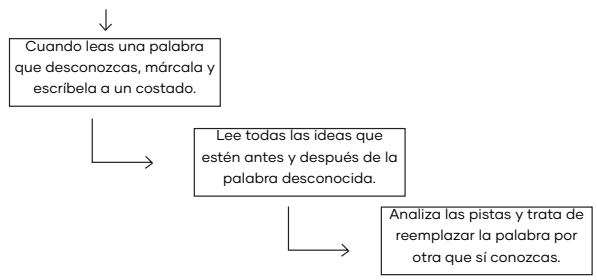 Cuando leas una palabra
que desconozcas, márcala y
escríbela a un costado.
Lee todas las ideas que
estén antes y después de la
palabra desconocida.
Analiza las pistas y trata de
reemplazar la palabra por
otra que sí conozcas.